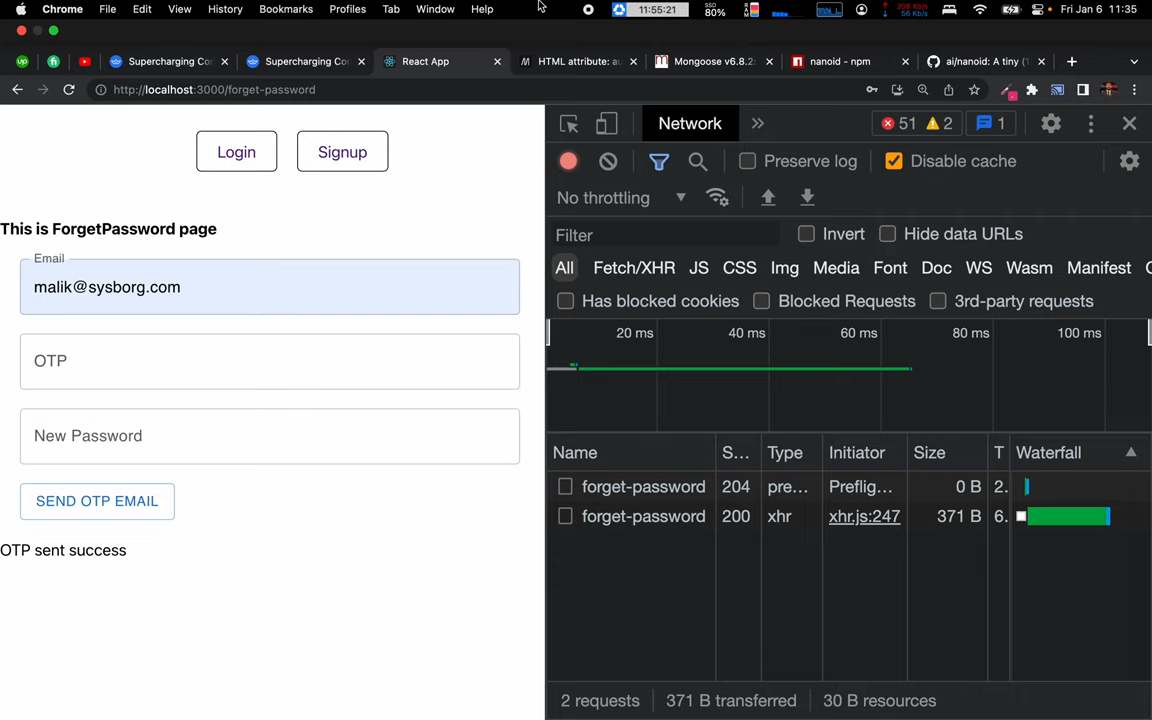 Chrome File Edit View History Bookmarks Profiles Tab Window Help 11:55:21 SSD 80% 208 Kb/s 56 Kb/s Fri Jan 6 11:35
Supercharging Co Supercharging Co React App HTML attribute: au Mongoose v6.8.2: nanoid - npm ai/nanoid: A tiny (1
http://localhost:3000/forget-password
Login Signup
This is ForgetPassword page
Email
malik@sysborg.com
OTP
New Password
SEND OTP EMAIL
OTP sent success
Network 51 2 1
Preserve log Disable cache
No throttling
Filter Invert Hide data URLs
All Fetch/XHR JS CSS Img Media Font Doc WS Wasm Manifest
Has blocked cookies Blocked Requests 3rd-party requests
20 ms 40 ms 60 ms 80 ms 100 ms
Name S... Type Initiator Size T Waterfall
forget-password 204 pre... Preflig... 0 B 2.
forget-password 200 xhr xhr.js:247 371 B 6.
2 requests 371 B transferred 30 B resources